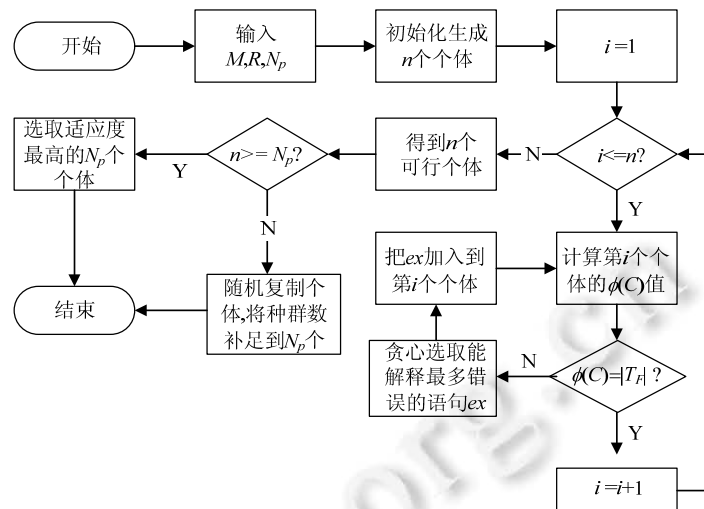 开始
输入
M,R,Np
初始化生成
n个个体
i=1
选取适应度
最高的Np个
个体
Y
n>= Np?
得到n个
可行个体
N
i<=n?
N
Y
把ex加入到
第i个个体
计算第i个个
体的ϕ(C)值
结束
随机复制个
体,将种群数
补足到Np个
贪心选取能
解释最多错
误的语句ex
N
ϕ(C)=|TF| ?
Y
i=i+1
org.cn